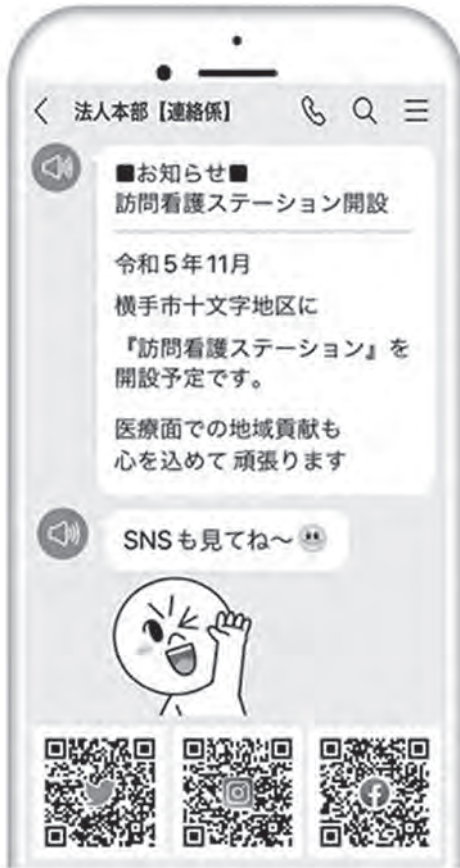 法人本部【連絡係】
■お知らせ■
訪問看護ステーション開設
令和5年11月
横手市十文字地区に
『訪問看護ステーション』を
開設予定です。
医療面での地域貢献も
心を込めて 頑張ります
SNSも見てね~